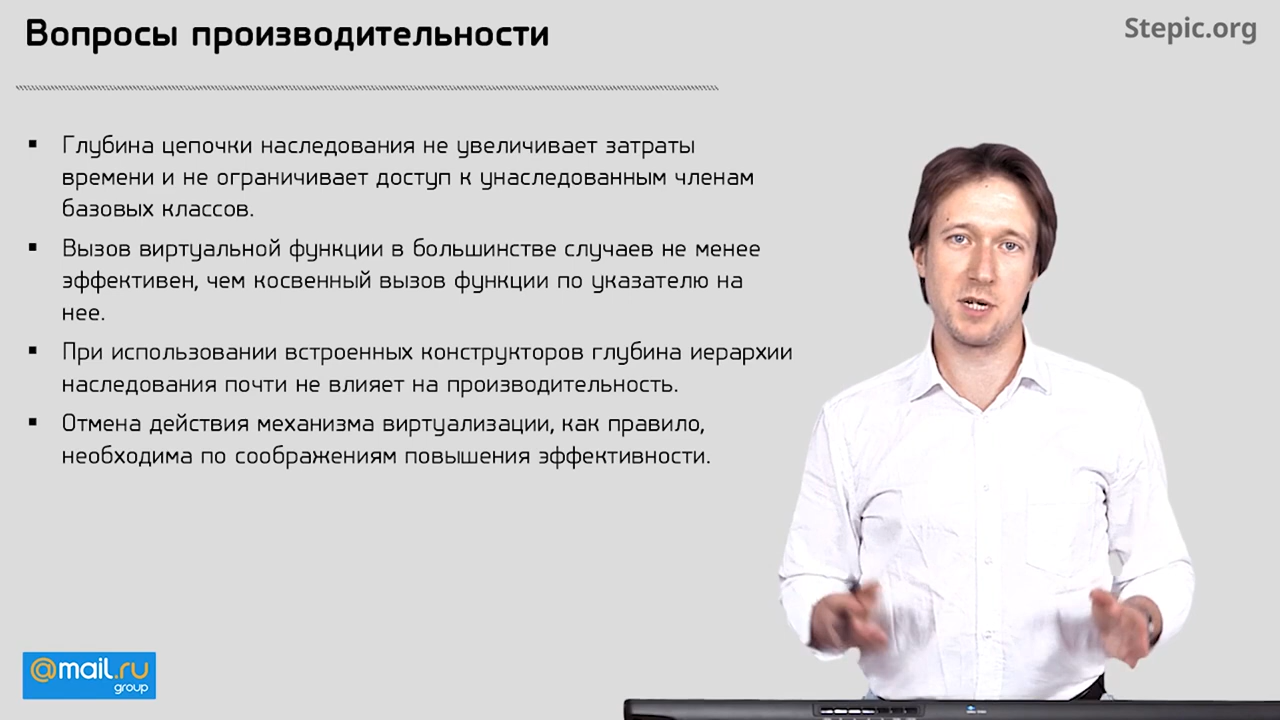 Вопросы производительности
Stepic.org
▪ Глубина цепочки наследования не увеличивает затраты
времени и не ограничивает доступ к унаследованным членам
базовых классов.
▪ Вызов виртуальной функции в большинстве случаев не менее
эффективен, чем косвенный вызов функции по указателю на
нее.
▪ При использовании встроенных конструкторов глубина иерархии
наследования почти не влияет на производительность.
▪ Отмена действия механизма виртуализации, как правило,
необходима по соображениям повышения эффективности.
@mail.ru
group